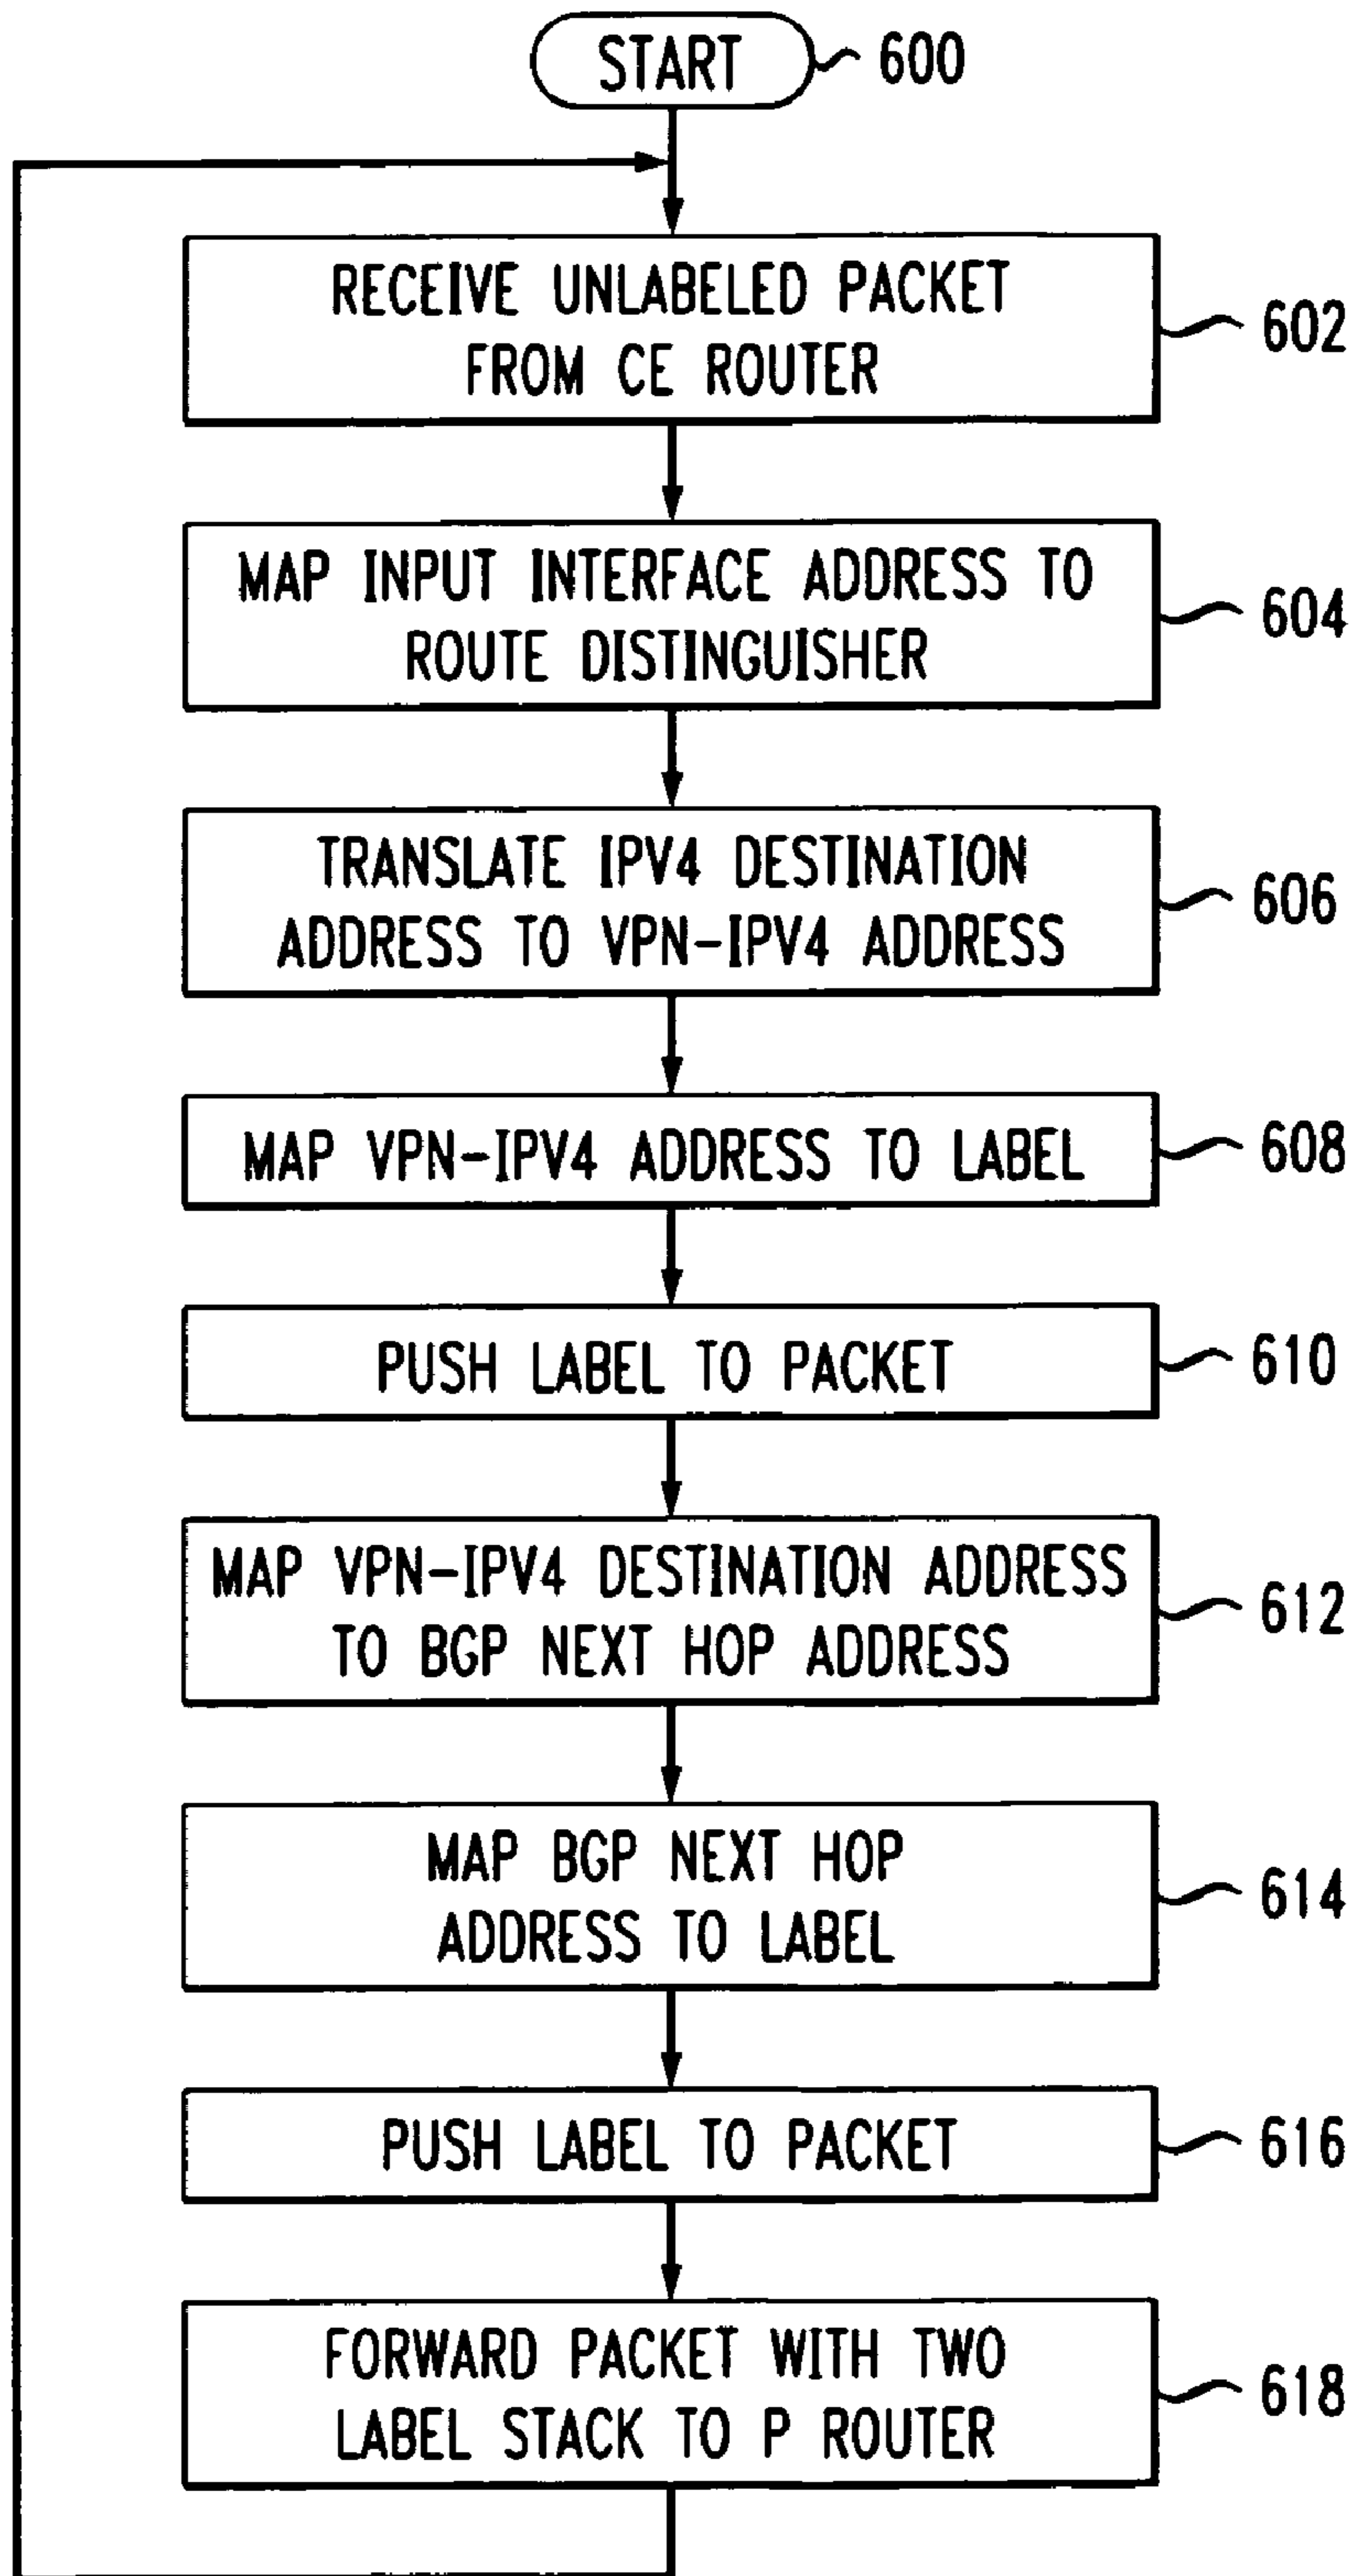 START
600
RECEIVE UNLABELED PACKET
FROM CE ROUTER
602
MAP INPUT INTERFACE ADDRESS TO
ROUTE DISTINGUISHER
604
TRANSLATE IPV4 DESTINATION
ADDRESS TO VPN-IPV4 ADDRESS
606
MAP VPN-IPV4 ADDRESS TO LABEL
608
PUSH LABEL TO PACKET
610
MAP VPN-IPV4 DESTINATION ADDRESS
TO BGP NEXT HOP ADDRESS
612
MAP BGP NEXT HOP
ADDRESS TO LABEL
614
PUSH LABEL TO PACKET
616
FORWARD PACKET WITH TWO
LABEL STACK TO P ROUTER
618